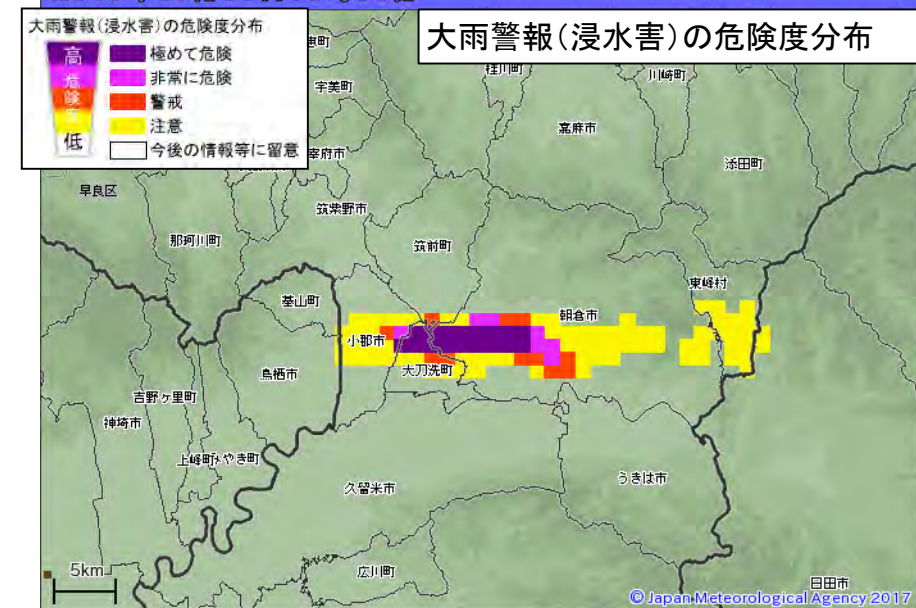 大雨警報(浸水害)の危険度分布
高
危
険
度
低
極めて危険
非常に危険
警戒
注意
今後の情報等に留意
大雨警報(浸水害)の危険度分布
宇美町
桂川町
川崎町
嘉麻市
宰府市
添田町
早良区
筑紫野市
那珂川町
筑前町
東峰村
基山町
朝倉市
小郡市
鳥栖市
大刀洗町
吉野ヶ里町
神埼市
上峰町
みやき町
久留米市
うきは市
広川町
日田市
5km
© Japan Meteorological Agency 2017